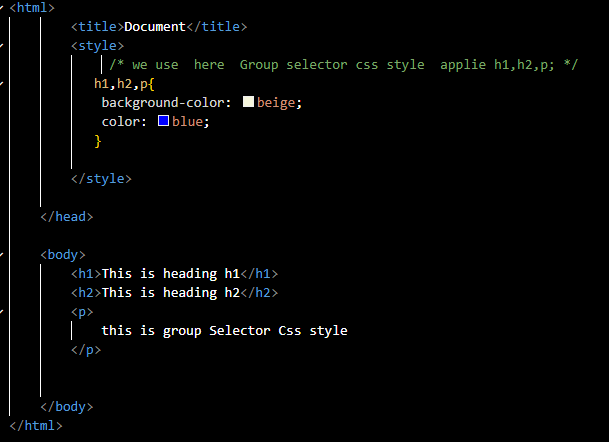 <html>
<title>Document</title>
<style>
/* we use  here  Group selector css style  applie h1,h2,p; */
h1,h2,p{
background-color: beige;
color: blue;
}
</style>
</head>
<body>
<h1>This is heading h1</h1>
<h2>This is heading h2</h2>
<p>
this is group Selector Css style
</p>
</body>
</html>